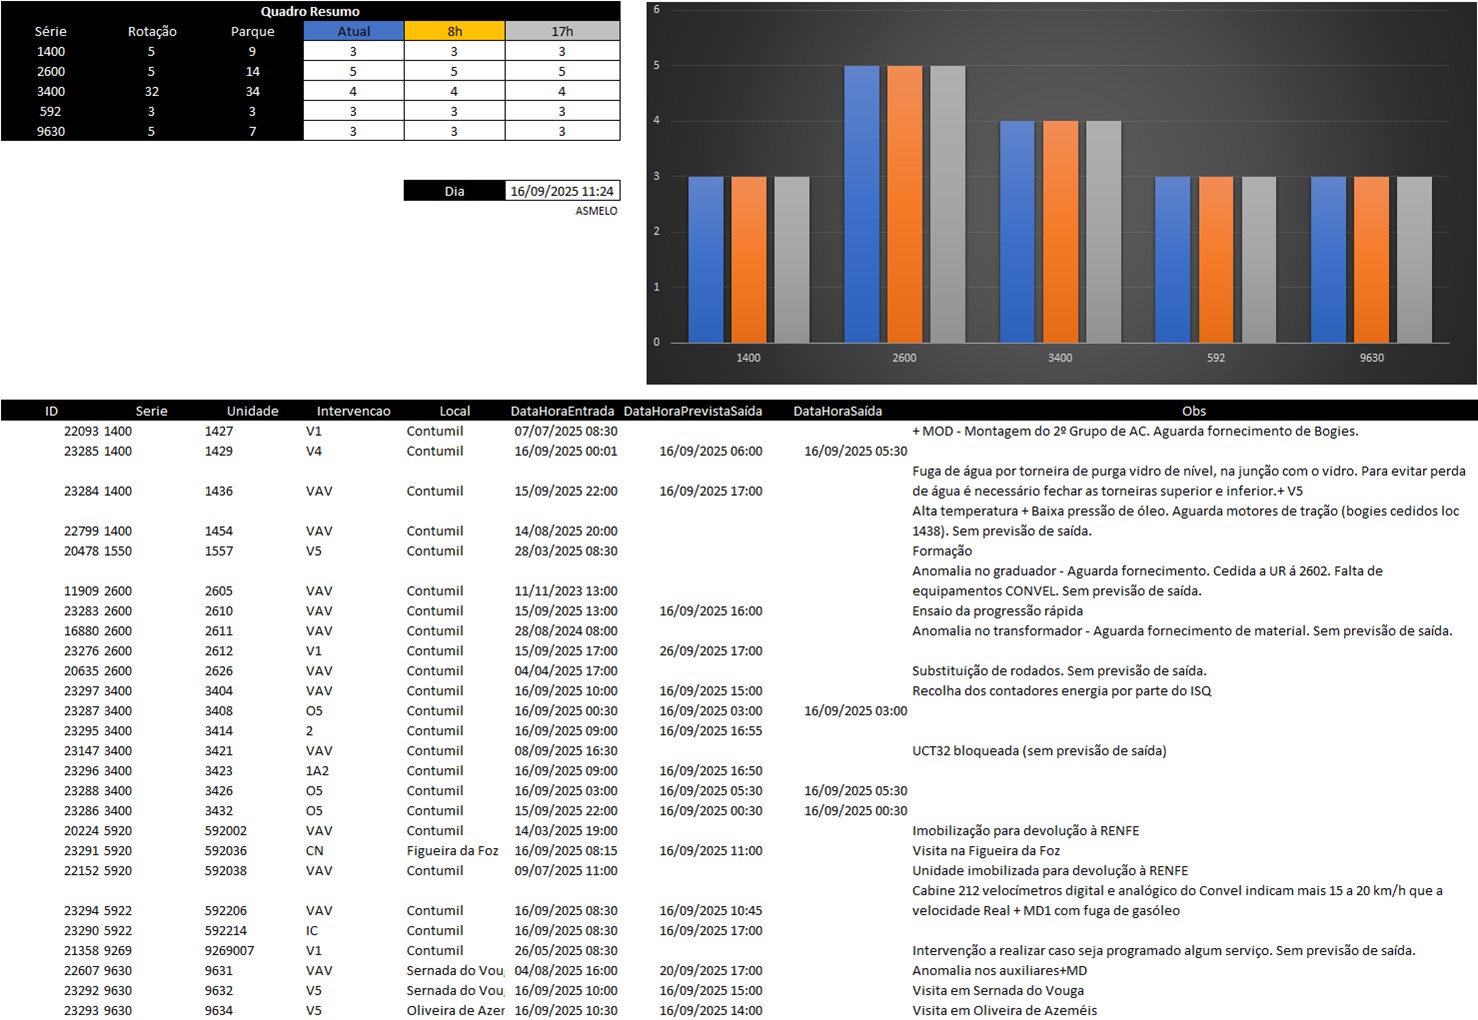 Quadro Resumo
Série Rotação Parque Atual 8h 17h
1400 5 9 3 3 3
2600 5 14 5 5 5
3400 32 34 4 4 4
592 3 3 3 3 3
9630 5 7 3 3 3
Dia 16/09/2025 11:24
ASMELO
6
5
4
3
2
1
0
1400 2600 3400 592 9630
ID Serie Unidade Intervencao Local DataHoraEntrada DataHoraPrevistaSaída DataHoraSaída Obs
22093 1400 1427 V1 Contumil 07/07/2025 08:30 + MOD - Montagem do 2º Grupo de AC. Aguarda fornecimento de Bogies.
23285 1400 1429 V4 Contumil 16/09/2025 00:01 16/09/2025 06:00 16/09/2025 05:30
Fuga de água por torneira de purga vidro de nível, na junção com o vidro. Para evitar perda
23284 1400 1436 VAV Contumil 15/09/2025 22:00 16/09/2025 17:00 de água é necessário fechar as torneiras superior e inferior.+ V5
Alta temperatura + Baixa pressão de óleo. Aguarda motores de tração (bogies cedidos loc
22799 1400 1454 VAV Contumil 14/08/2025 20:00 1438). Sem previsão de saída.
20478 1550 1557 V5 Contumil 28/03/2025 08:30 Formação
Anomalia no graduador - Aguarda fornecimento. Cedida a UR á 2602. Falta de
11909 2600 2605 VAV Contumil 11/11/2023 13:00 equipamentos CONVEL. Sem previsão de saída.
23283 2600 2610 VAV Contumil 15/09/2025 13:00 16/09/2025 16:00 Ensaio da progressão rápida
16880 2600 2611 VAV Contumil 28/08/2024 08:00 Anomalia no transformador - Aguarda fornecimento de material. Sem previsão de saída.
23276 2600 2612 V1 Contumil 15/09/2025 17:00 26/09/2025 17:00
20635 2600 2626 VAV Contumil 04/04/2025 17:00 Substituição de rodados. Sem previsão de saída.
23297 3400 3404 VAV Contumil 16/09/2025 10:00 16/09/2025 15:00 Recolha dos contadores energia por parte do ISQ
23287 3400 3408 O5 Contumil 16/09/2025 00:30 16/09/2025 03:00 16/09/2025 03:00
23295 3400 3414 2 Contumil 16/09/2025 09:00 16/09/2025 16:55
23147 3400 3421 VAV Contumil 08/09/2025 16:30 UCT32 bloqueada (sem previsão de saída)
23296 3400 3423 1A2 Contumil 16/09/2025 09:00 16/09/2025 16:50
23288 3400 3426 O5 Contumil 16/09/2025 03:00 16/09/2025 05:30 16/09/2025 05:30
23286 3400 3432 O5 Contumil 15/09/2025 22:00 16/09/2025 00:30 16/09/2025 00:30
20224 5920 592002 VAV Contumil 14/03/2025 19:00 Imobilização para devolução à RENFE
23291 5920 592036 CN Figueira da Foz 16/09/2025 08:15 16/09/2025 11:00 Visita na Figueira da Foz
22152 5920 592038 VAV Contumil 09/07/2025 11:00 Unidade imobilizada para devolução à RENFE
Cabine 212 velocímetros digital e analógico do Convel indicam mais 15 a 20 km/h que a
23294 5922 592206 VAV Contumil 16/09/2025 08:30 16/09/2025 10:45 velocidade Real + MD1 com fuga de gasóleo
23290 5922 592214 IC Contumil 16/09/2025 08:30 16/09/2025 17:00
21358 9269 9269007 V1 Contumil 26/05/2025 08:30 Intervenção a realizar caso seja programado algum serviço. Sem previsão de saída.
22607 9630 9631 VAV Sernada do Vou 04/08/2025 16:00 20/09/2025 17:00 Anomalia nos auxiliares+MD
23292 9630 9632 V5 Sernada do Vou 16/09/2025 10:00 16/09/2025 15:00 Visita em Sernada do Vouga
23293 9630 9634 V5 Oliveira de Azer 16/09/2025 10:30 16/09/2025 14:00 Visita em Oliveira de Azeméis